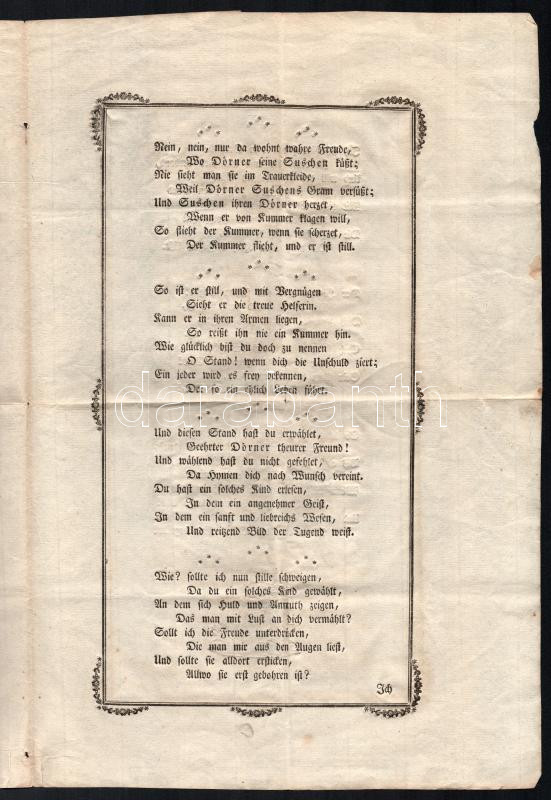 Nein, nein, nur da wohnt wahre Freude,
Wo Dörner seine Suschen küßt;
Nie sieht man sie im Trauerkleide,
Weil Dörner Suschens Gram versüßt;
Und Suschen ihren Dörner herzet,
Wenn er von Kummer klagen will,
So flieht der Kummer, wenn sie scherzet,
Der Kummer flieht, und er ist still.
So ist er still, und mit Vergnügen
Sieht er die treue Helferin.
Kann er in ihren Armen liegen,
So reißt ihn nie ein Kummer hin.
Wie glücklich bist du doch zu nennen
O Stand! wenn dich die Unschuld ziert;
Ein jeder wird es frey bekennen,
Der so ein ehlich Leben führt.
Und diesen Stand hast du erwählet,
Geehrter Dörner theurer Freund!
Und wählend hast du nicht gefehlet,
Da Hymen dich nach Wunsch vereint.
Du hast ein solches Kind erlesen,
In dem ein angenehmer Geist,
In dem ein sanft und liebreichs Wesen,
Und reitzend Bild der Tugend weist.
Wie? sollte ich nun stille schweigen,
Da du ein solches Kind gewählt,
An dem sich Huld und Anmuth zeigen,
Das man mit Lust an dich vermählt?
Sollt ich die Freude unterdrücken,
Die man mir aus den Augen liest,
Und sollte sie alldort ersticken,
Allwo sie erst gebohren ist?
Ich
darabanth